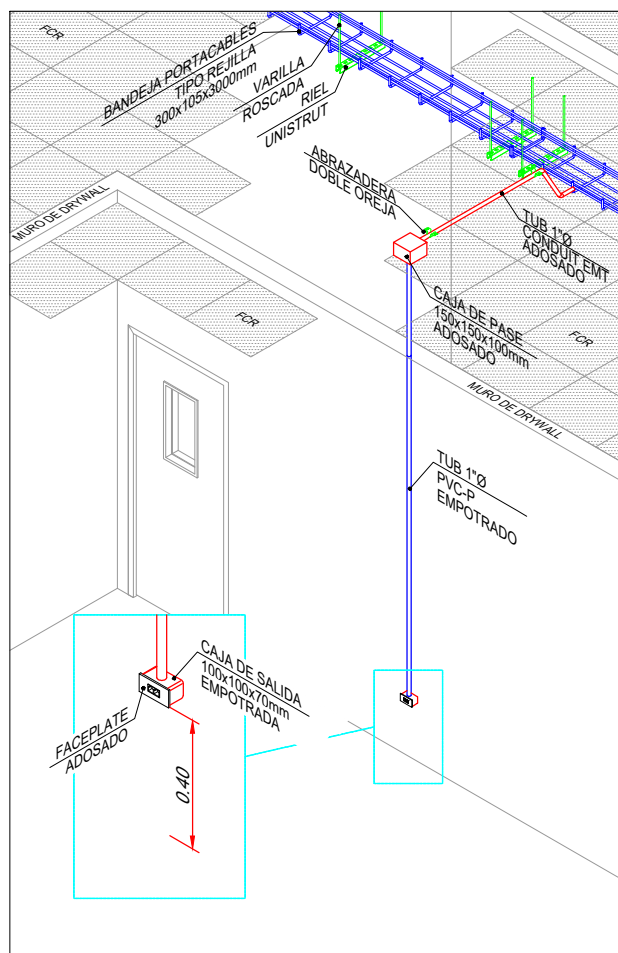 FCR
BANDEJA PORTACABLES
TIPO REJILLA
300x105x3000mm
VARILLA
ROSCADA
RIEL
UNISTRUT
ABRAZADERA
DOBLE OREJA
MURO DE DRYWALL
TUB 1"Ø
CONDUIT EMT
ADOSADO
FCR
CAJA DE PASE
150x150x100mm
ADOSADO
FCR
MURO DE DRYWALL
TUB 1"Ø
PVC-P
EMPOTRADO
CAJA DE SALIDA
100x100x70mm
EMPOTRADA
FACEPLATE
ADOSADO
0.40